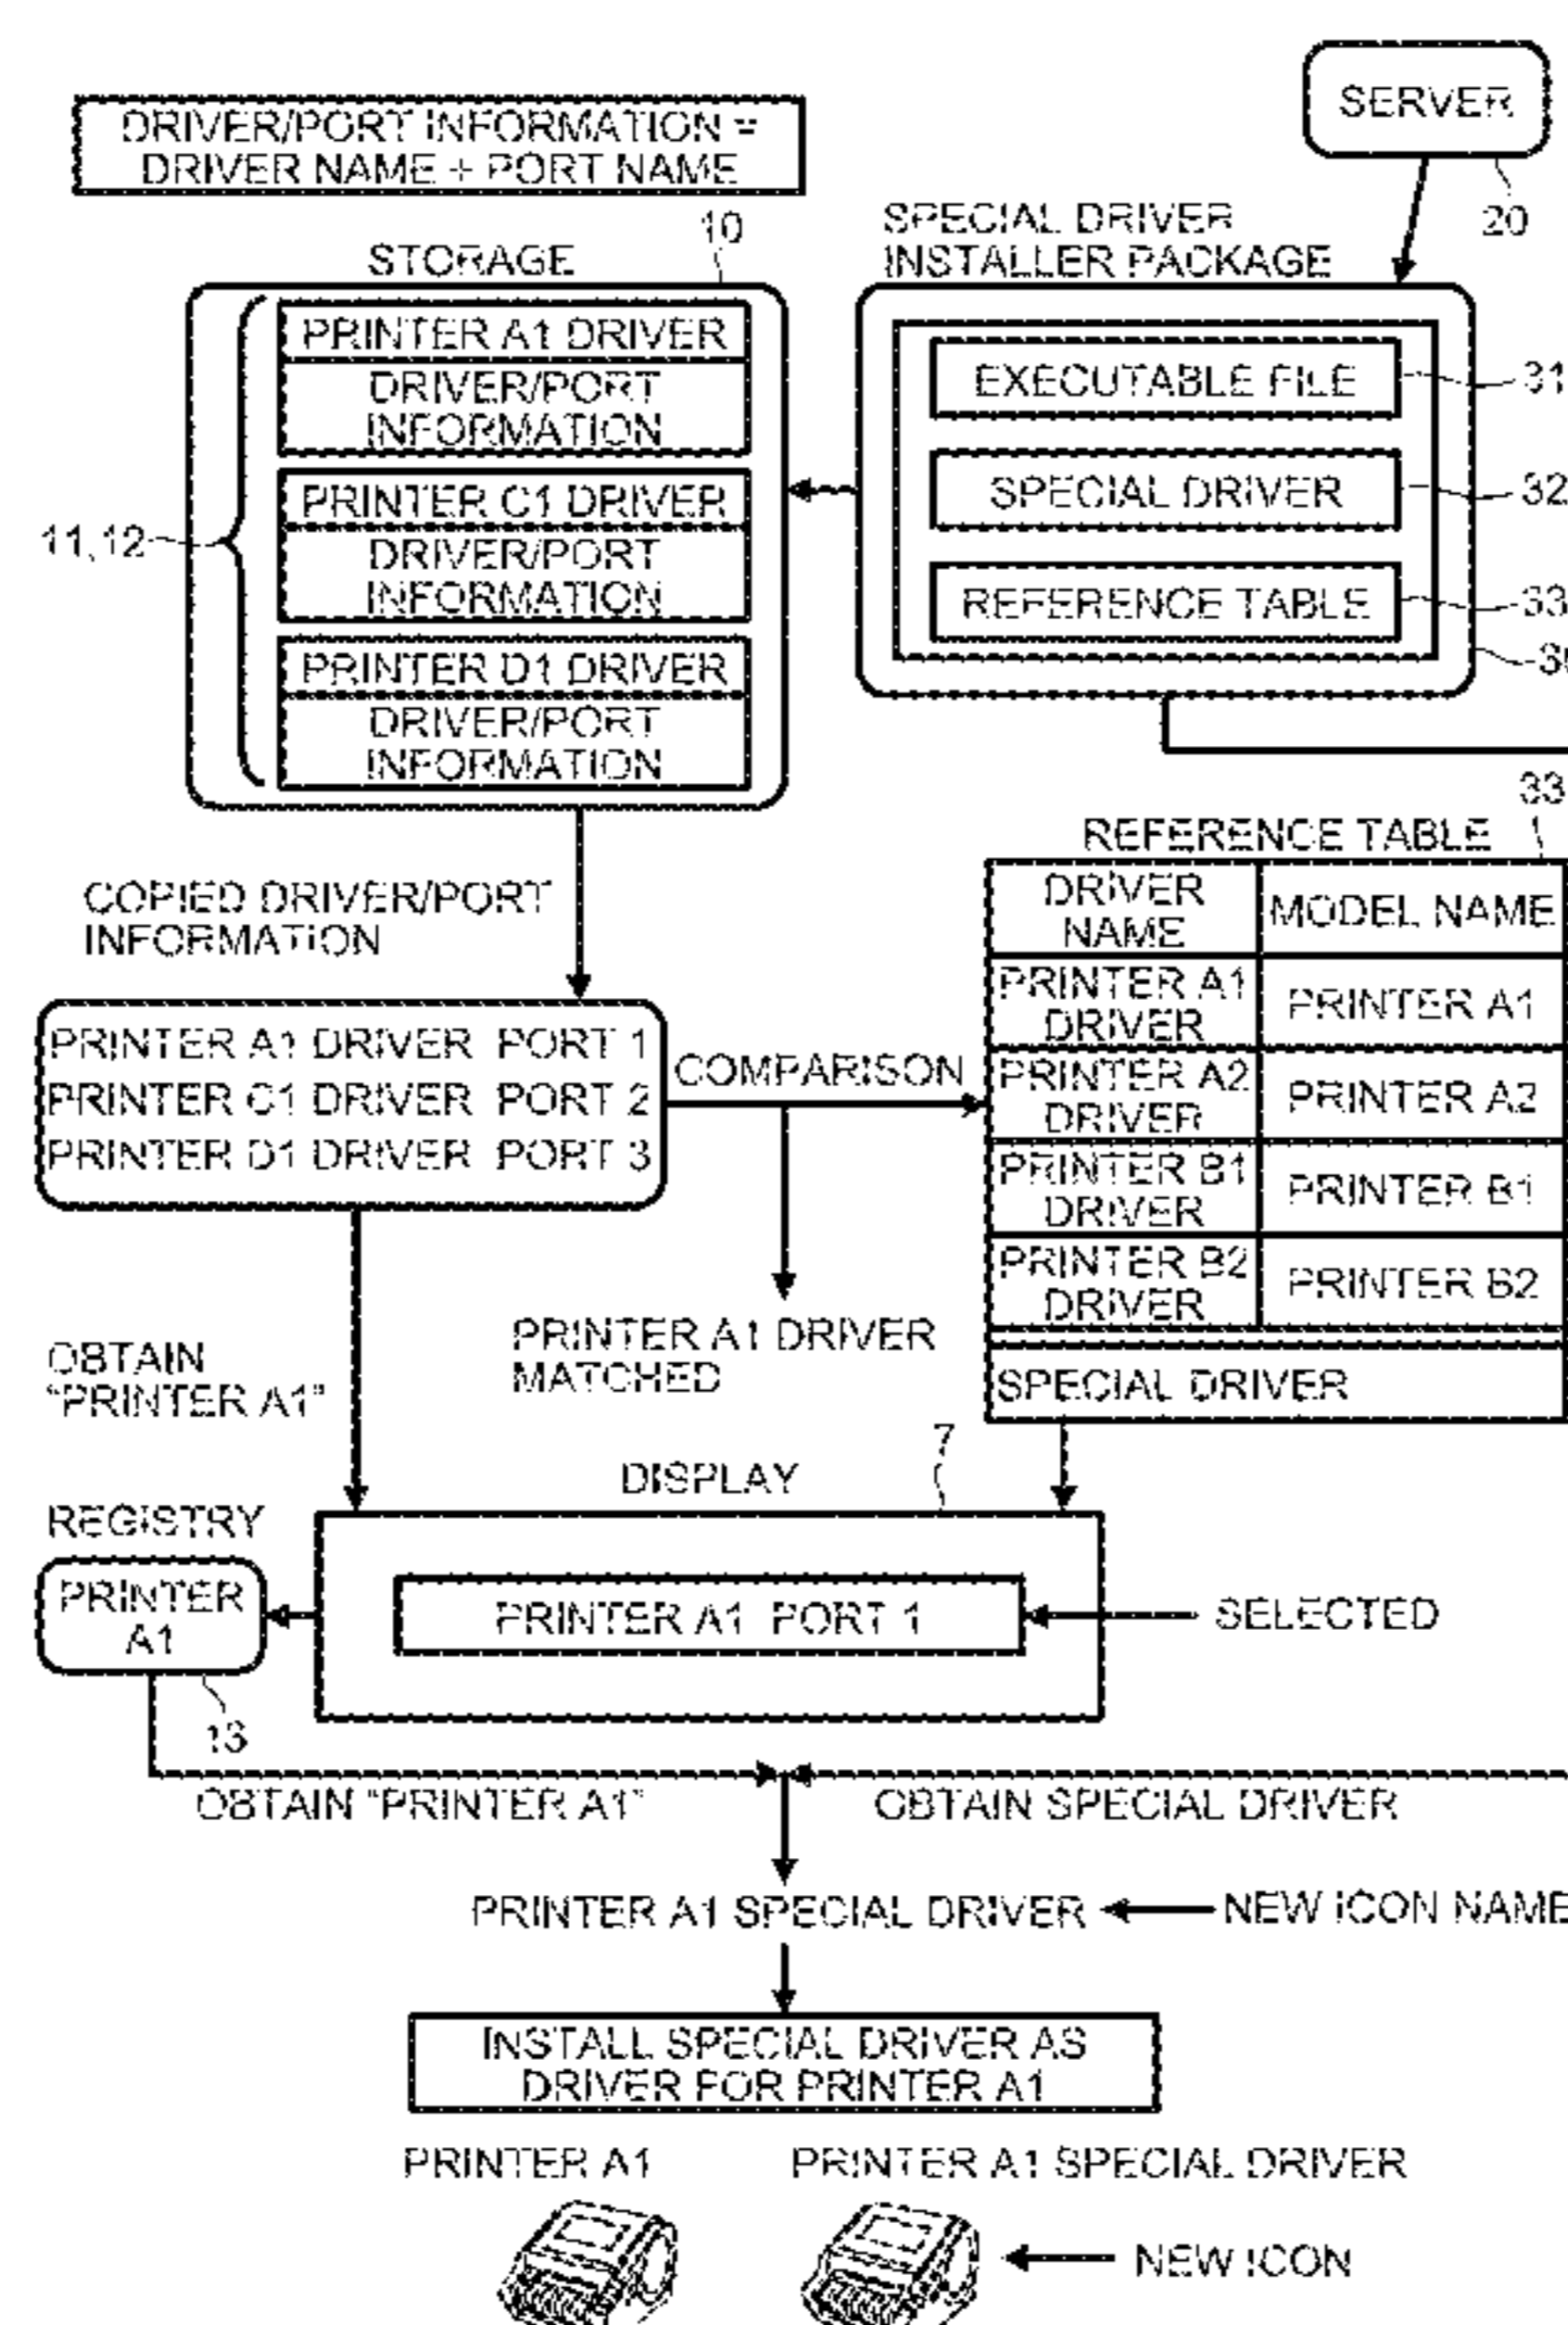 SERVER
20
DRIVER/PORT INFORMATION =
DRIVER NAME + PORT NAME
STORAGE
10
SPECIAL DRIVER
INSTALLER PACKAGE
PRINTER A1 DRIVER
DRIVER/PORT
INFORMATION
PRINTER C1 DRIVER
DRIVER/PORT
INFORMATION
PRINTER D1 DRIVER
DRIVER/PORT
INFORMATION
11,12
EXECUTABLE FILE
31
SPECIAL DRIVER
32
REFERENCE TABLE
33
COPIED DRIVER/PORT
INFORMATION
PRINTER A1 DRIVER PORT 1
PRINTER C1 DRIVER PORT 2
PRINTER D1 DRIVER PORT 3
COMPARISON
PRINTER A1 DRIVER
MATCHED
33
REFERENCE TABLE
DRIVER
NAME
MODEL NAME
PRINTER A1
DRIVER
PRINTER A1
PRINTER A2
DRIVER
PRINTER A2
PRINTER B1
DRIVER
PRINTER B1
PRINTER B2
DRIVER
PRINTER B2
SPECIAL DRIVER
OBTAIN
"PRINTER A1"
DISPLAY
7
REGISTRY
PRINTER
A1
13
PRINTER A1 PORT 1
SELECTED
OBTAIN "PRINTER A1"
OBTAIN SPECIAL DRIVER
PRINTER A1 SPECIAL DRIVER
NEW ICON NAME
INSTALL SPECIAL DRIVER AS
DRIVER FOR PRINTER A1
PRINTER A1
PRINTER A1 SPECIAL DRIVER
NEW ICON